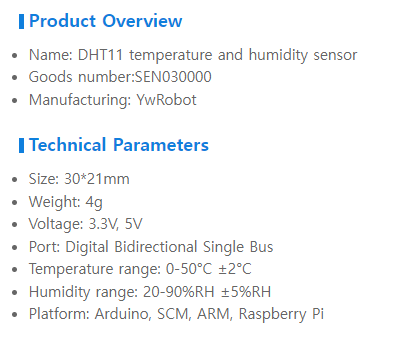 Product Overview
Name: DHT11 temperature and humidity sensor
Goods number:SEN030000
Manufacturing: YwRobot
Technical Parameters
Size: 30*21mm
Weight: 4g
Voltage: 3.3V, 5V
Port: Digital Bidirectional Single Bus
Temperature range: 0-50°C ±2°C
Humidity range: 20-90%RH ±5%RH
Platform: Arduino, SCM, ARM, Raspberry Pi